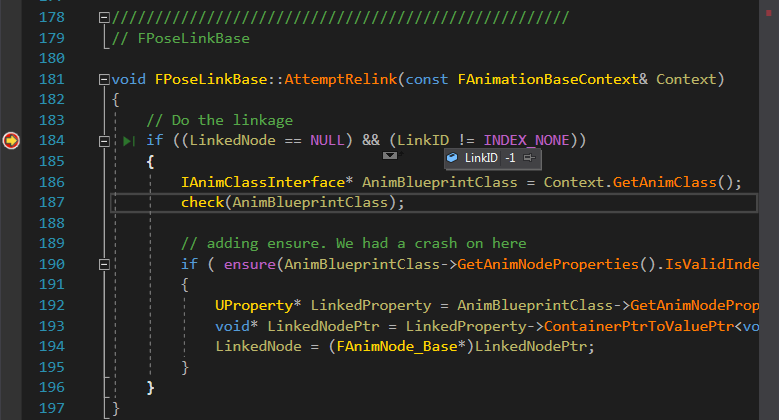 178 ////////////////////////////////////////////////////////
179 // FPoseLinkBase
180
181 void FPoseLinkBase::AttemptRelink(const FAnimationBaseContext& Context)
182 {
183 // Do the linkage
184 if ((LinkedNode == NULL) && (LinkID != INDEX_NONE))
LinkID -1
185 {
186 IAnimClassInterface* AnimBlueprintClass = Context.GetAnimClass();
187 check(AnimBlueprintClass);
188
189 // adding ensure. We had a crash on here
190 if ( ensure(AnimBlueprintClass->GetAnimNodeProperties().IsValidInde
191 {
192 UProperty* LinkedProperty = AnimBlueprintClass->GetAnimNodeProp
193 void* LinkedNodePtr = LinkedProperty->ContainerPtrToValuePtr<vo
194 LinkedNode = (FAnimNode_Base*)LinkedNodePtr;
195 }
196 }
197 }